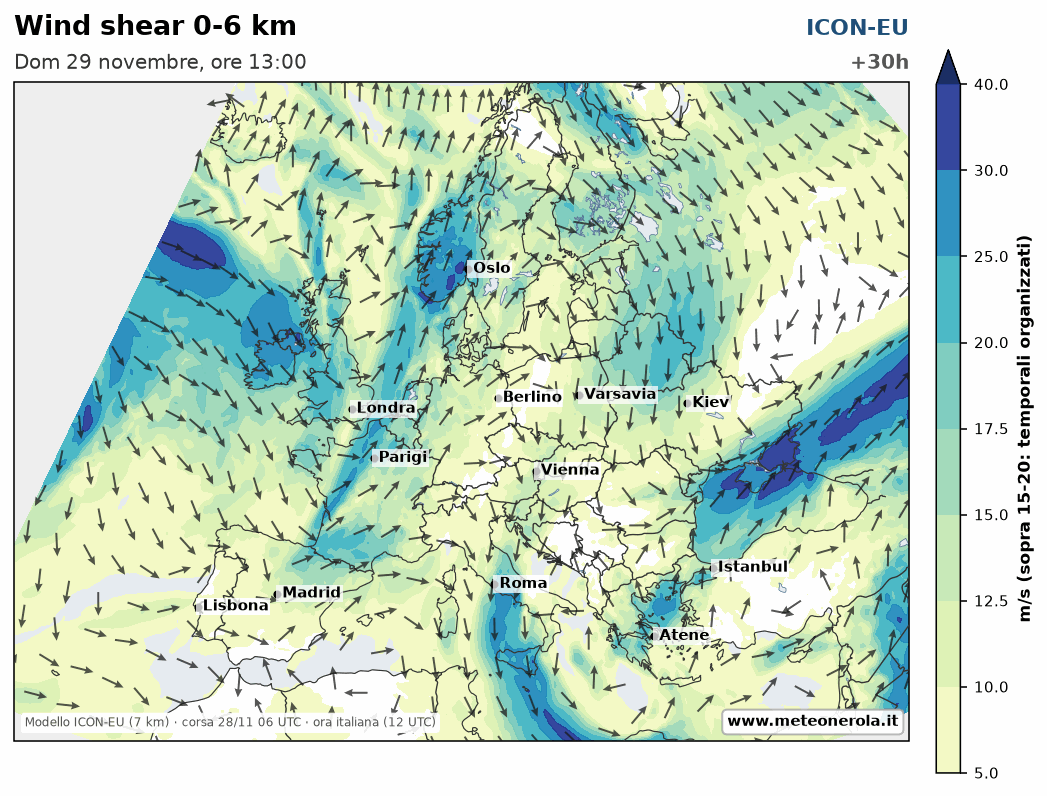 Wind shear 0-6 km
ICON-EU
Dom 29 novembre, ore 13:00
+30h
40.0
30.0
25.0
20.0
17.5
15.0
12.5
10.0
5.0
m/s (sopra 15-20: temporali organizzati)
Oslo
Berlino
Varsavia
Kiev
Londra
Parigi
Vienna
Istanbul
Roma
Madrid
Lisbona
Atene
Modello ICON-EU (7 km) · corsa 28/11 06 UTC · ora italiana (12 UTC)
www.meteonerola.it